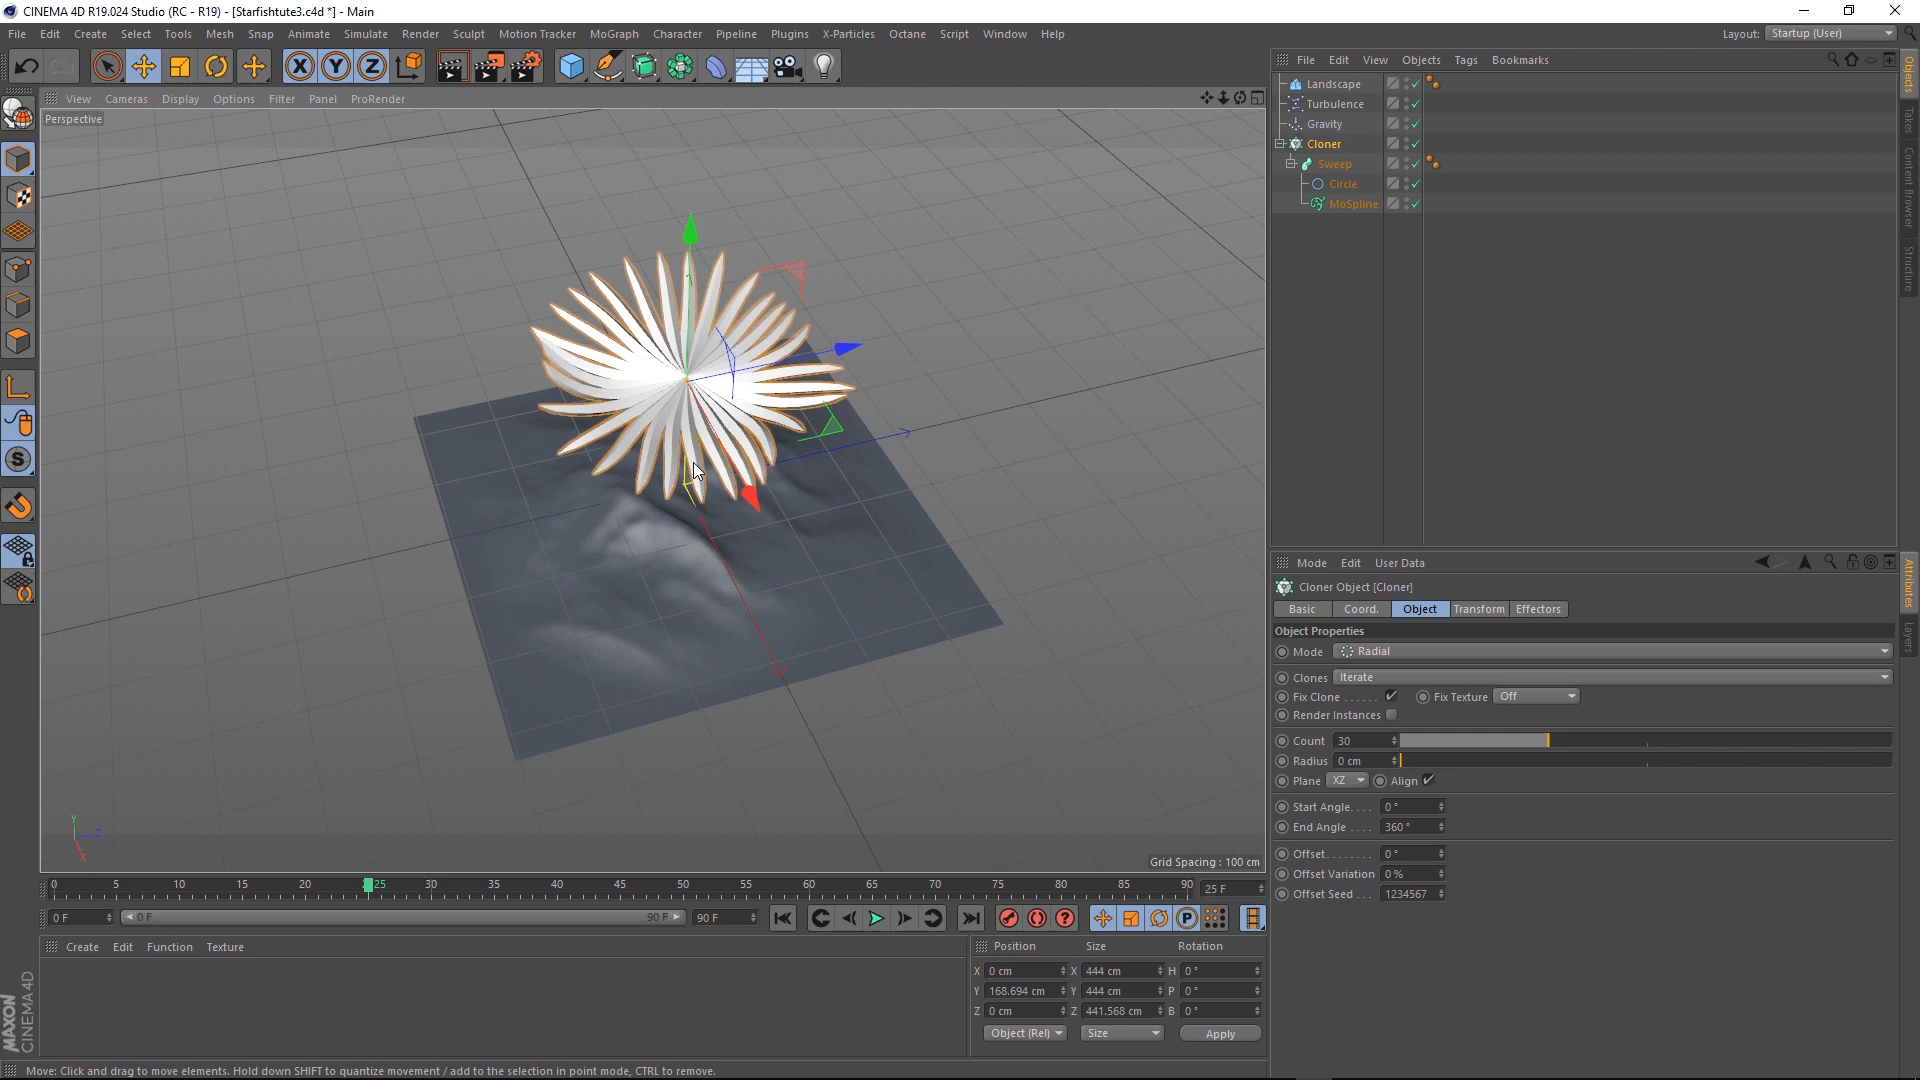 CINEMA 4D R19.024 Studio (RC - R19) - [Starfishtute3.c4d *] - Main
File Edit Create Select Tools Mesh Snap Animate Simulate Render Sculpt Motion Tracker MoGraph Character Pipeline Plugins X-Particles Octane Script Window Help Layout: Startup (User)
X Y Z
File Edit View Objects Tags Bookmarks
View Cameras Display Options Filter Panel ProRender
Perspective
Landscape
Turbulence
Gravity
Cloner
Sweep
Circle
MoSpline
Objects
Takes
Content Browser
Structure
Mode Edit User Data
Cloner Object [Cloner]
Basic Coord. Object Transform Effectors
Object Properties
Mode Radial
Clones Iterate
Fix Clone ...... Fix Texture Off
Render Instances
Count 30
Radius 0 cm
Plane XZ Align
Start Angle.... 0 °
End Angle .... 360 °
Offset........ 0 °
Offset Variation 0 %
Offset Seed ... 1234567
Attributes
Layers
S
Y
Z
X
Grid Spacing : 100 cm
0 5 10 15 20 25 30 35 40 45 50 55 60 65 70 75 80 85 90 25 F
0 F 0 F 90 F 90 F P
Create Edit Function Texture
Position Size Rotation
X 0 cm X 444 cm H 0 °
Y 168.694 cm Y 444 cm P 0 °
Z 0 cm Z 441.568 cm B 0 °
Object (Rel) Size Apply
MAXON
CINEMA 4D
Move: Click and drag to move elements. Hold down SHIFT to quantize movement / add to the selection in point mode, CTRL to remove.